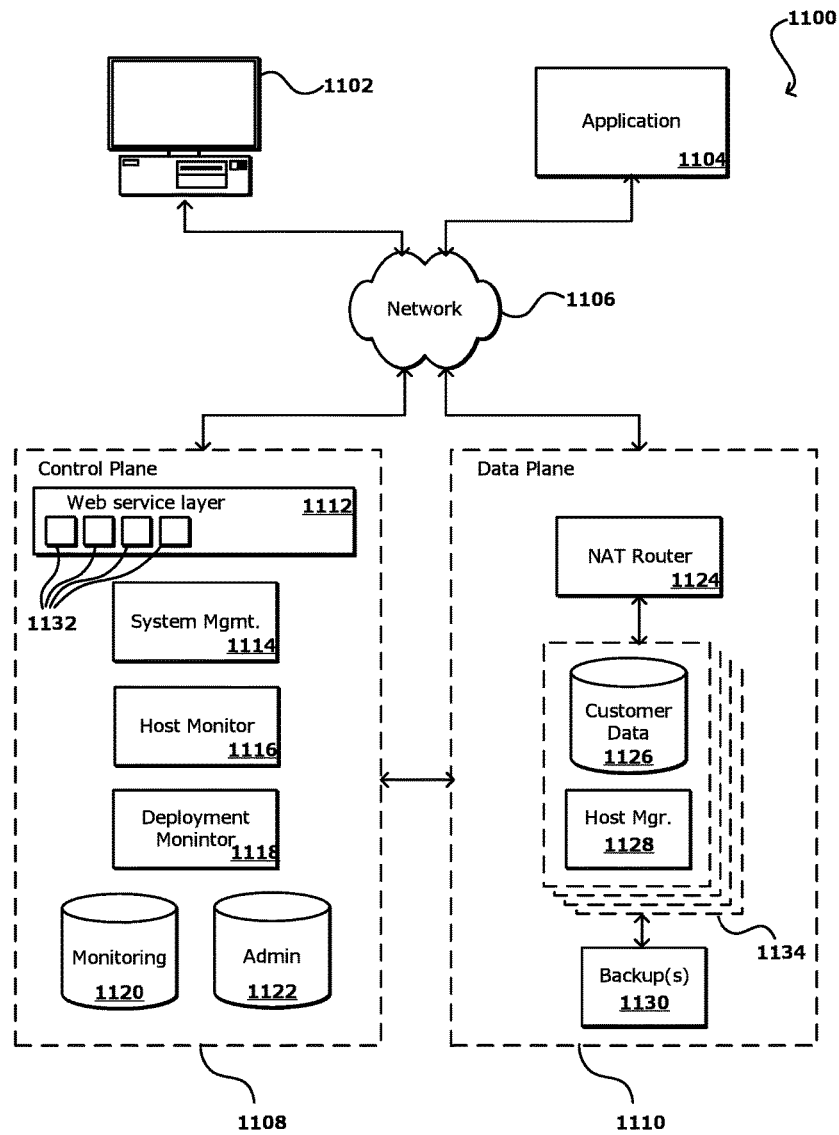 1100
1102
Application
1104
Network
1106
Control Plane
Web service layer
1112
1132
System Mgmt.
1114
Host Monitor
1116
Deployment
Monintor
1118
Monitoring
1120
Admin
1122
1108
Data Plane
NAT Router
1124
Customer
Data
1126
Host Mgr.
1128
1134
Backup(s)
1130
1110